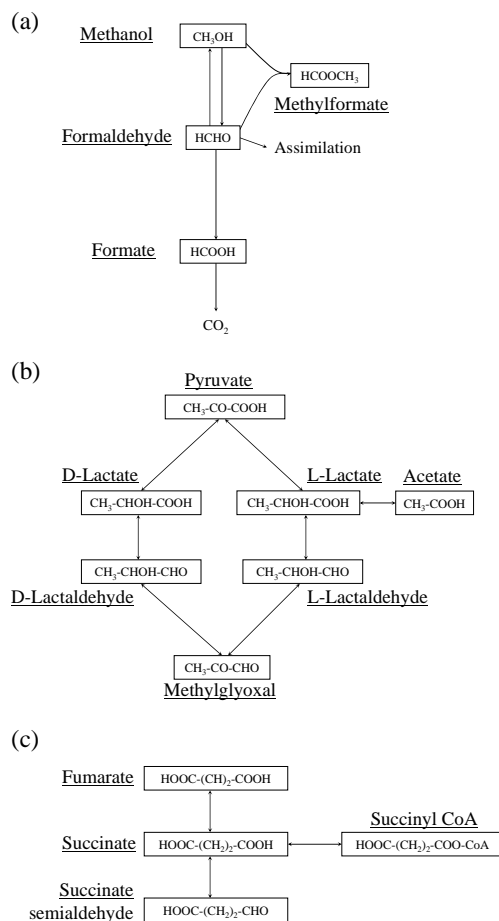 (a)
Methanol
CH₃OH
HCOOCH₃
Methylformate
Formaldehyde
HCHO
Assimilation
Formate
HCOOH
CO₂
(b)
Pyruvate
CH₃-CO-COOH
D-Lactate
L-Lactate
Acetate
CH₃-CHOH-COOH
CH₃-CHOH-COOH
CH₃-COOH
CH₃-CHOH-CHO
CH₃-CHOH-CHO
D-Lactaldehyde
L-Lactaldehyde
CH₃-CO-CHO
Methylglyoxal
(c)
Fumarate
HOOC-(CH)₂-COOH
Succinyl CoA
Succinate
HOOC-(CH₂)₂-COOH
HOOC-(CH₂)₂-COO-CoA
Succinate
semialdehyde
HOOC-(CH₂)₂-CHO